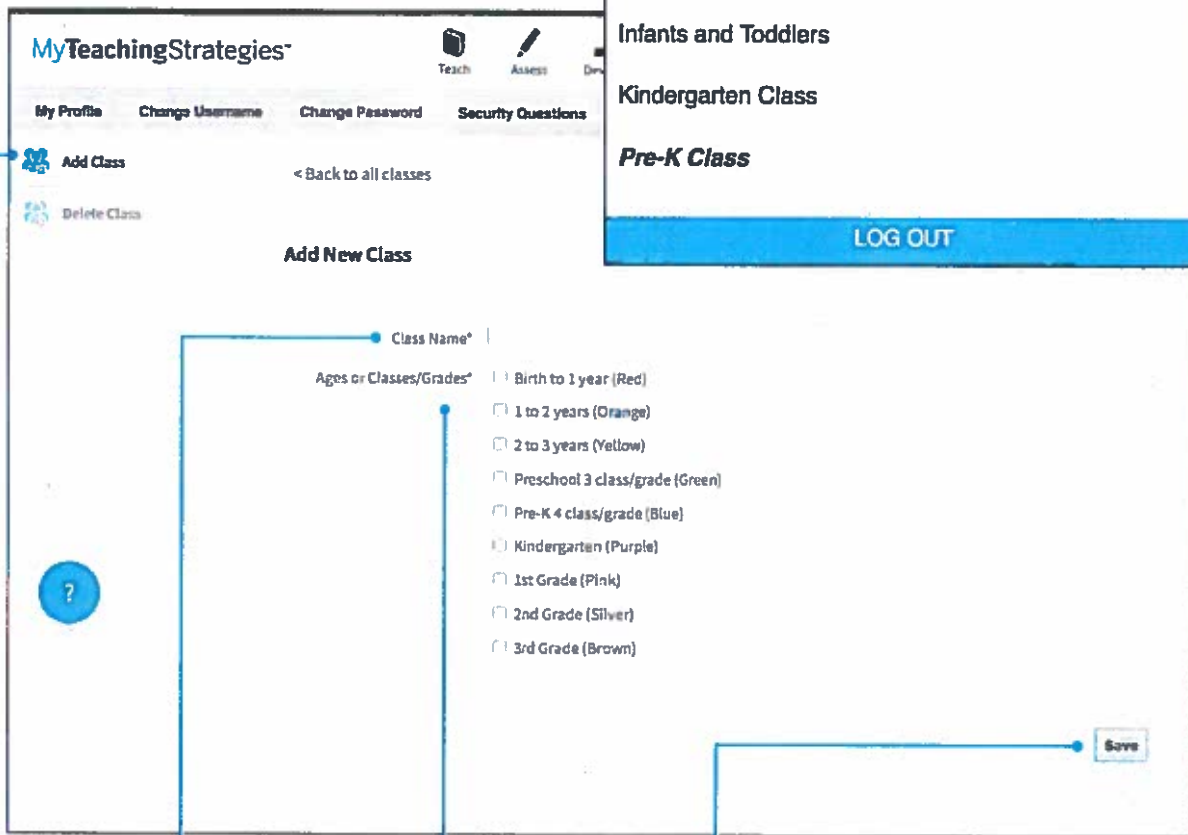 MyTeachingStrategies™
Teach Assess
My Profile Change Username Change Password Security Questions
Add Class
< Back to all classes
Delete Class
Infants and Toddlers
Kindergarten Class
Pre-K Class
LOG OUT
Add New Class
Class Name*
Ages or Classes/Grades*
Birth to 1 year (Red)
1 to 2 years (Orange)
2 to 3 years (Yellow)
Preschool 3 class/grade (Green)
Pre-K 4 class/grade (Blue)
Kindergarten (Purple)
1st Grade (Pink)
2nd Grade (Silver)
3rd Grade (Brown)
?
Save